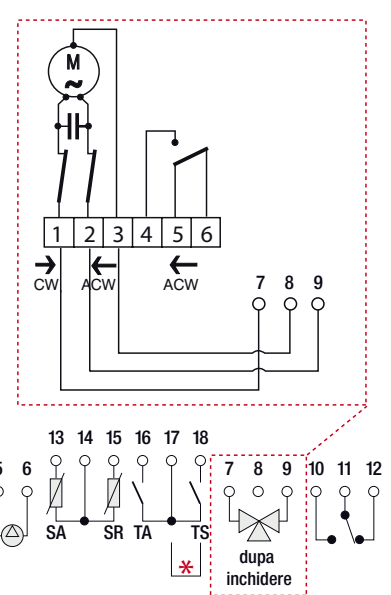 M
~
1 2 3 4 5 6
CW ACW ACW
7 8 9
13 14 15 16 17 18
6 7 8 9 10 11 12
SA SR TA TS
*
dupa
inchidere